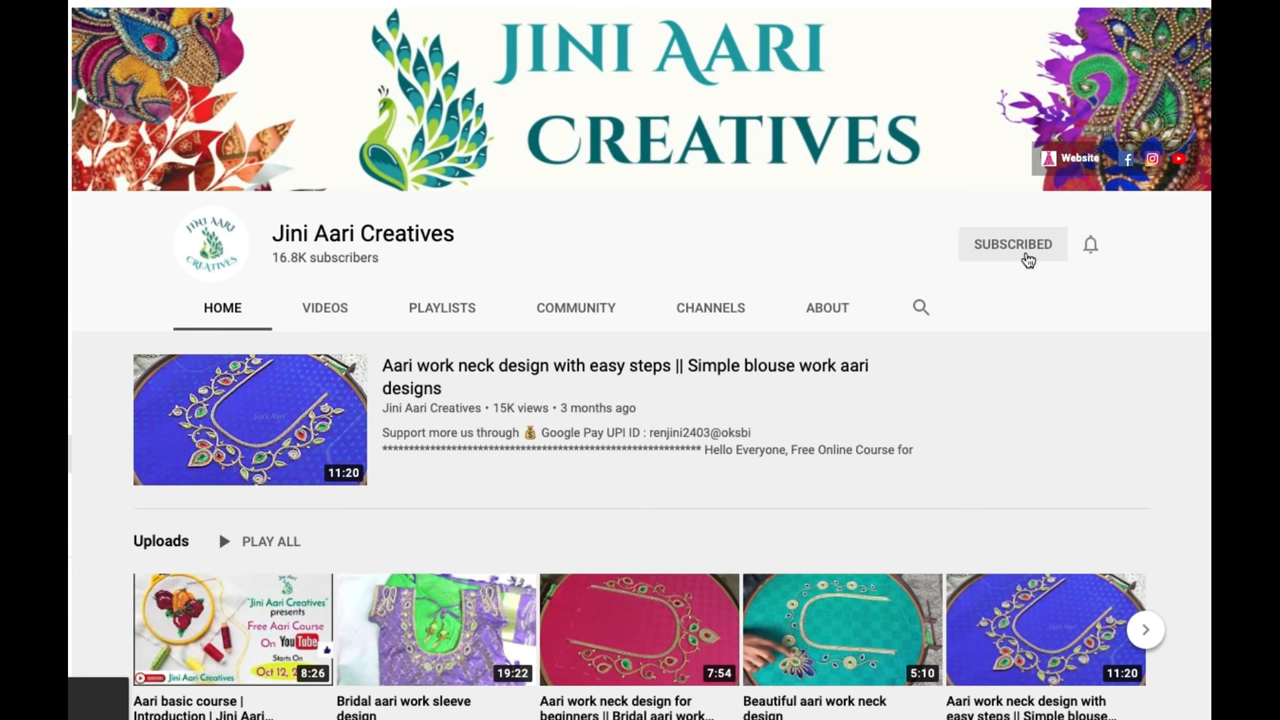 JINI AARI
CREATIVES
Website
JINI AARI
CREATIVES
Jini Aari Creatives
16.8K subscribers
SUBSCRIBED
HOME VIDEOS PLAYLISTS COMMUNITY CHANNELS ABOUT
Aari work neck design with easy steps || Simple blouse work aari
designs
Jini Aari Creatives • 15K views • 3 months ago
Support more us through 💰 Google Pay UPI ID : renjini2403@oksbi
************************************************************ Hello Everyone, Free Online Course for
11:20
Uploads PLAY ALL
"Jini Aari Creatives"
presents
Free Aari Course
On YouTube
Starts On
Oct 12, 2
Jini Aari Creatives
8:26
19:22
7:54
5:10
11:20
Aari basic course |
Introduction | Jini Aari...
Bridal aari work sleeve
design
Aari work neck design for
beginners || Bridal aari work...
Beautiful aari work neck
design
Aari work neck design with
easy steps || Simple blouse...